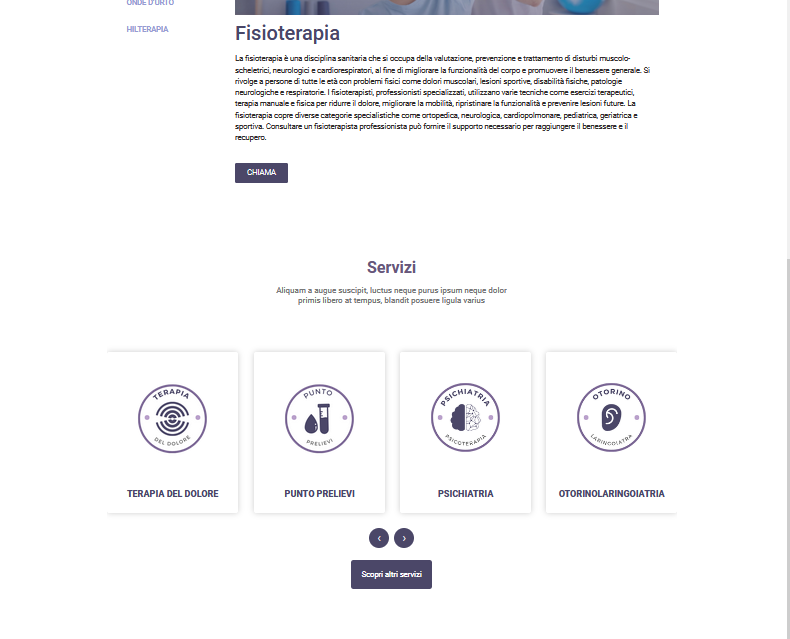 ONDE D'URTO
HILTERAPIA
Fisioterapia
La fisioterapia è una disciplina sanitaria che si occupa della valutazione, prevenzione e trattamento di disturbi muscolo-
scheletrici, neurologici e cardiorespiratori, al fine di migliorare la funzionalità del corpo e promuovere il benessere generale. Si
rivolge a persone di tutte le età con problemi fisici come dolori muscolari, lesioni sportive, disabilità fisiche, patologie
neurologiche e respiratorie. I fisioterapisti, professionisti specializzati, utilizzano varie tecniche come esercizi terapeutici,
terapia manuale e fisica per ridurre il dolore, migliorare la mobilità, ripristinare la funzionalità e prevenire lesioni future. La
fisioterapia copre diverse categorie specialistiche come ortopedica, neurologica, cardiopolmonare, pediatrica, geriatrica e
sportiva. Consultare un fisioterapista professionista può fornire il supporto necessario per raggiungere il benessere e il
recupero.
CHIAMA
Servizi
Aliquam a augue suscipit, luctus neque purus ipsum neque dolor
primis libero at tempus, blandit posuere ligula varius
TERAPIA
DEL DOLORE
TERAPIA DEL DOLORE
PUNTO
PRELIEVI
PUNTO PRELIEVI
PSICHIATRIA
PSICOTERAPIA
PSICHIATRIA
OTORINO
LARINGOIATRA
OTORINOLARINGOIATRIA
‹ ›
Scopri altri servizi